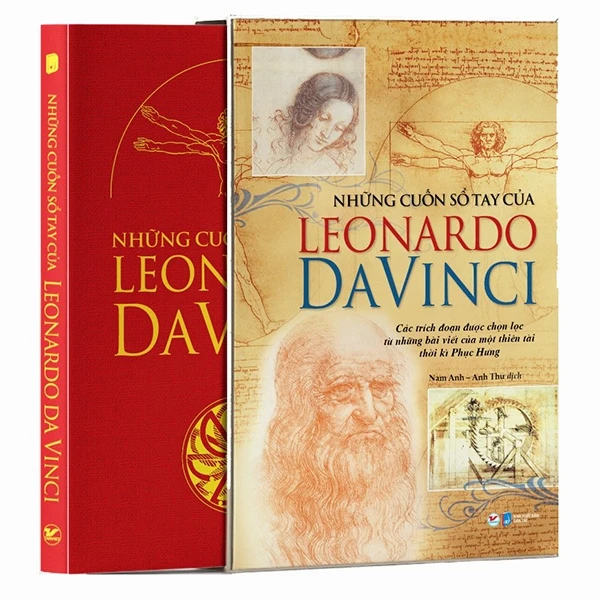 NHỮNG CUỐN SỔ TAY CỦA LEONARDO DA VINCI
NHỮNG CUỐ
LEON
DAV
NHỮNG CUỐN SỔ TAY CỦA
LEONARDO
DAVINCI
Các trích đoạn được chọn lọc
từ những bài viết của một thiên tài
thời kì Phục Hưng
Nam Anh – Anh Thư dịch